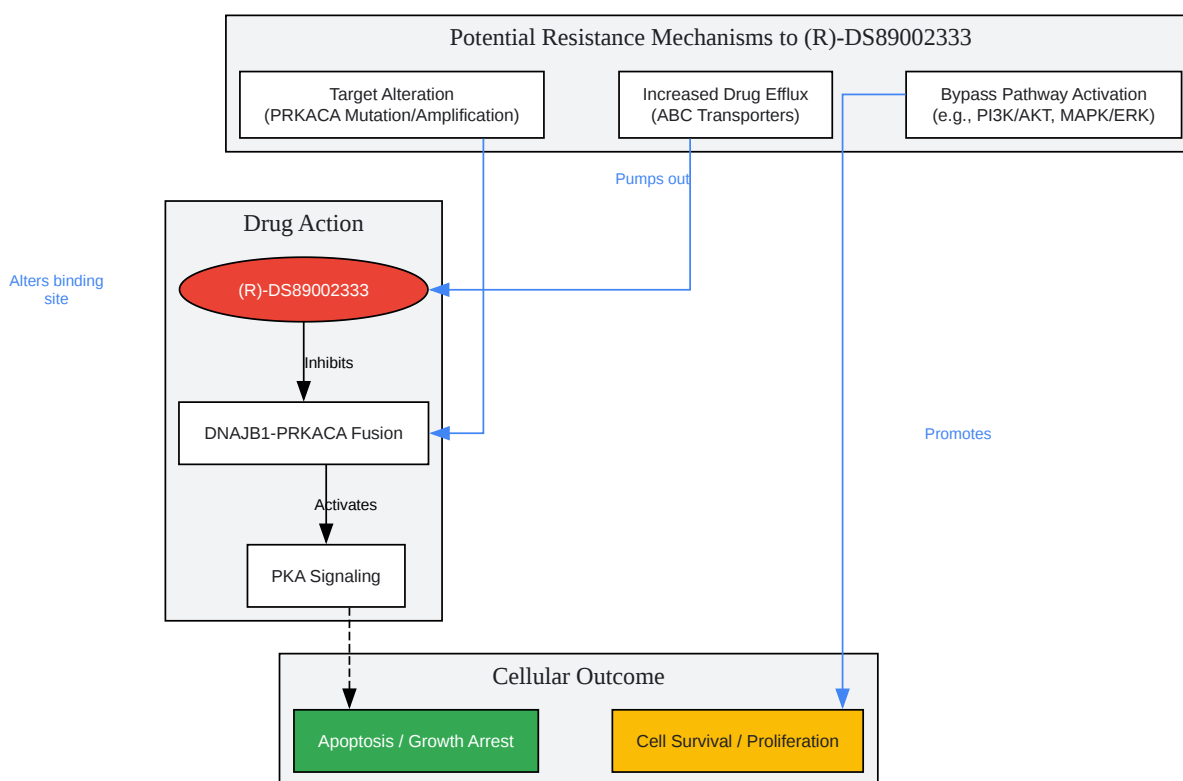 Potential Resistance Mechanisms to (R)-DS89002333
Target Alteration
(PRKACA Mutation/Amplification)
Increased Drug Efflux
(ABC Transporters)
Bypass Pathway Activation
(e.g., PI3K/AKT, MAPK/ERK)
Pumps out
Drug Action
Alters binding
site
(R)-DS89002333
Inhibits
DNAJB1-PRKACA Fusion
Promotes
Activates
PKA Signaling
Cellular Outcome
Apoptosis / Growth Arrest
Cell Survival / Proliferation